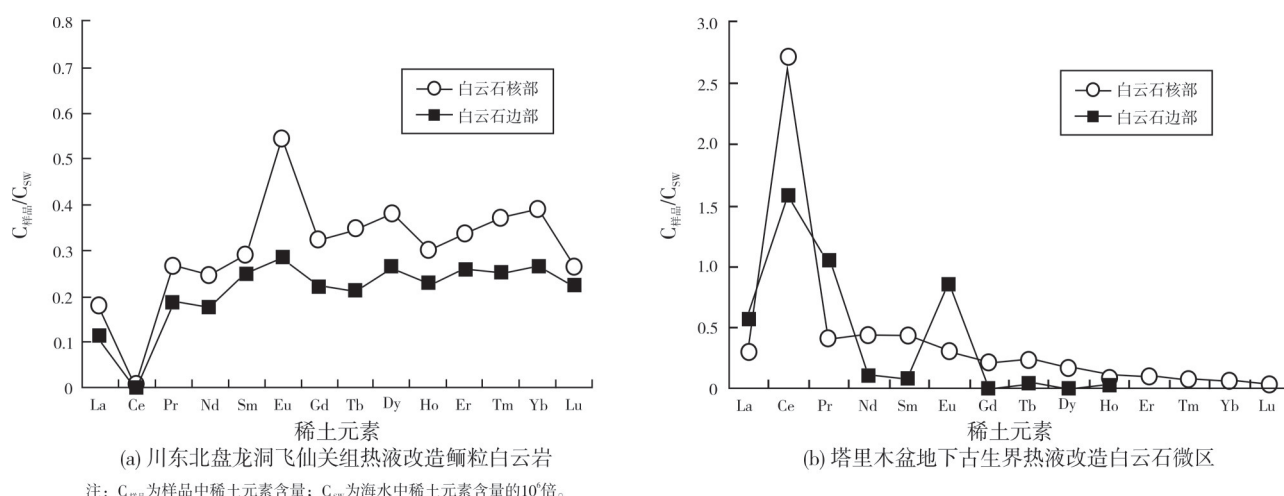 0.8
0.7
0.6
0.5
0.4
0.3
0.2
0.1
0
C样品/CSW
白云石核部
白云石边部
La Ce Pr Nd Sm Eu Gd Tb Dy Ho Er Tm Yb Lu
稀土元素
(a) 川东北盘龙洞飞仙关组热液改造鲕粒白云岩
3.0
2.5
2.0
1.5
1.0
0.5
0
C样品/CSW
白云石核部
白云石边部
La Ce Pr Nd Sm Eu Gd Tb Dy Ho Er Tm Yb Lu
稀土元素
(b) 塔里木盆地下古生界热液改造白云石微区
注：C样品为样品中稀土元素含量；CSW为海水中稀土元素含量的10⁶倍。